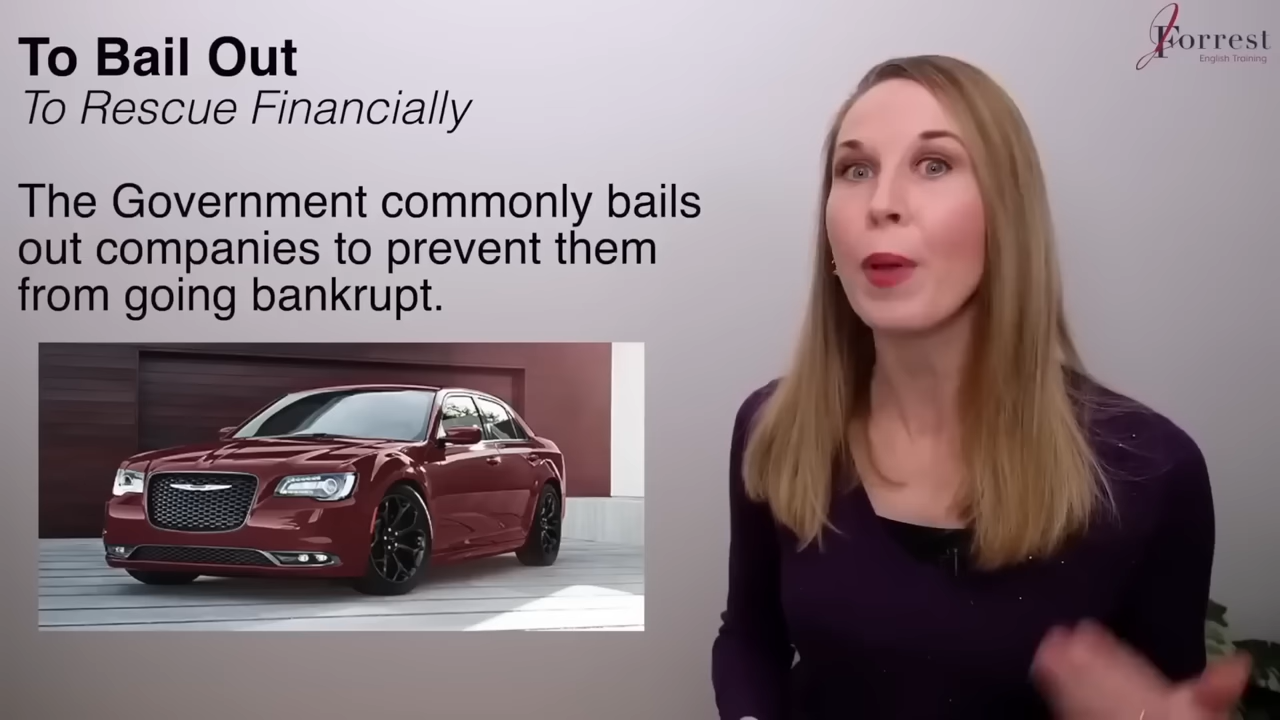 To Bail Out
To Rescue Financially
The Government commonly bails
out companies to prevent them
from going bankrupt.
JForrest
English Training